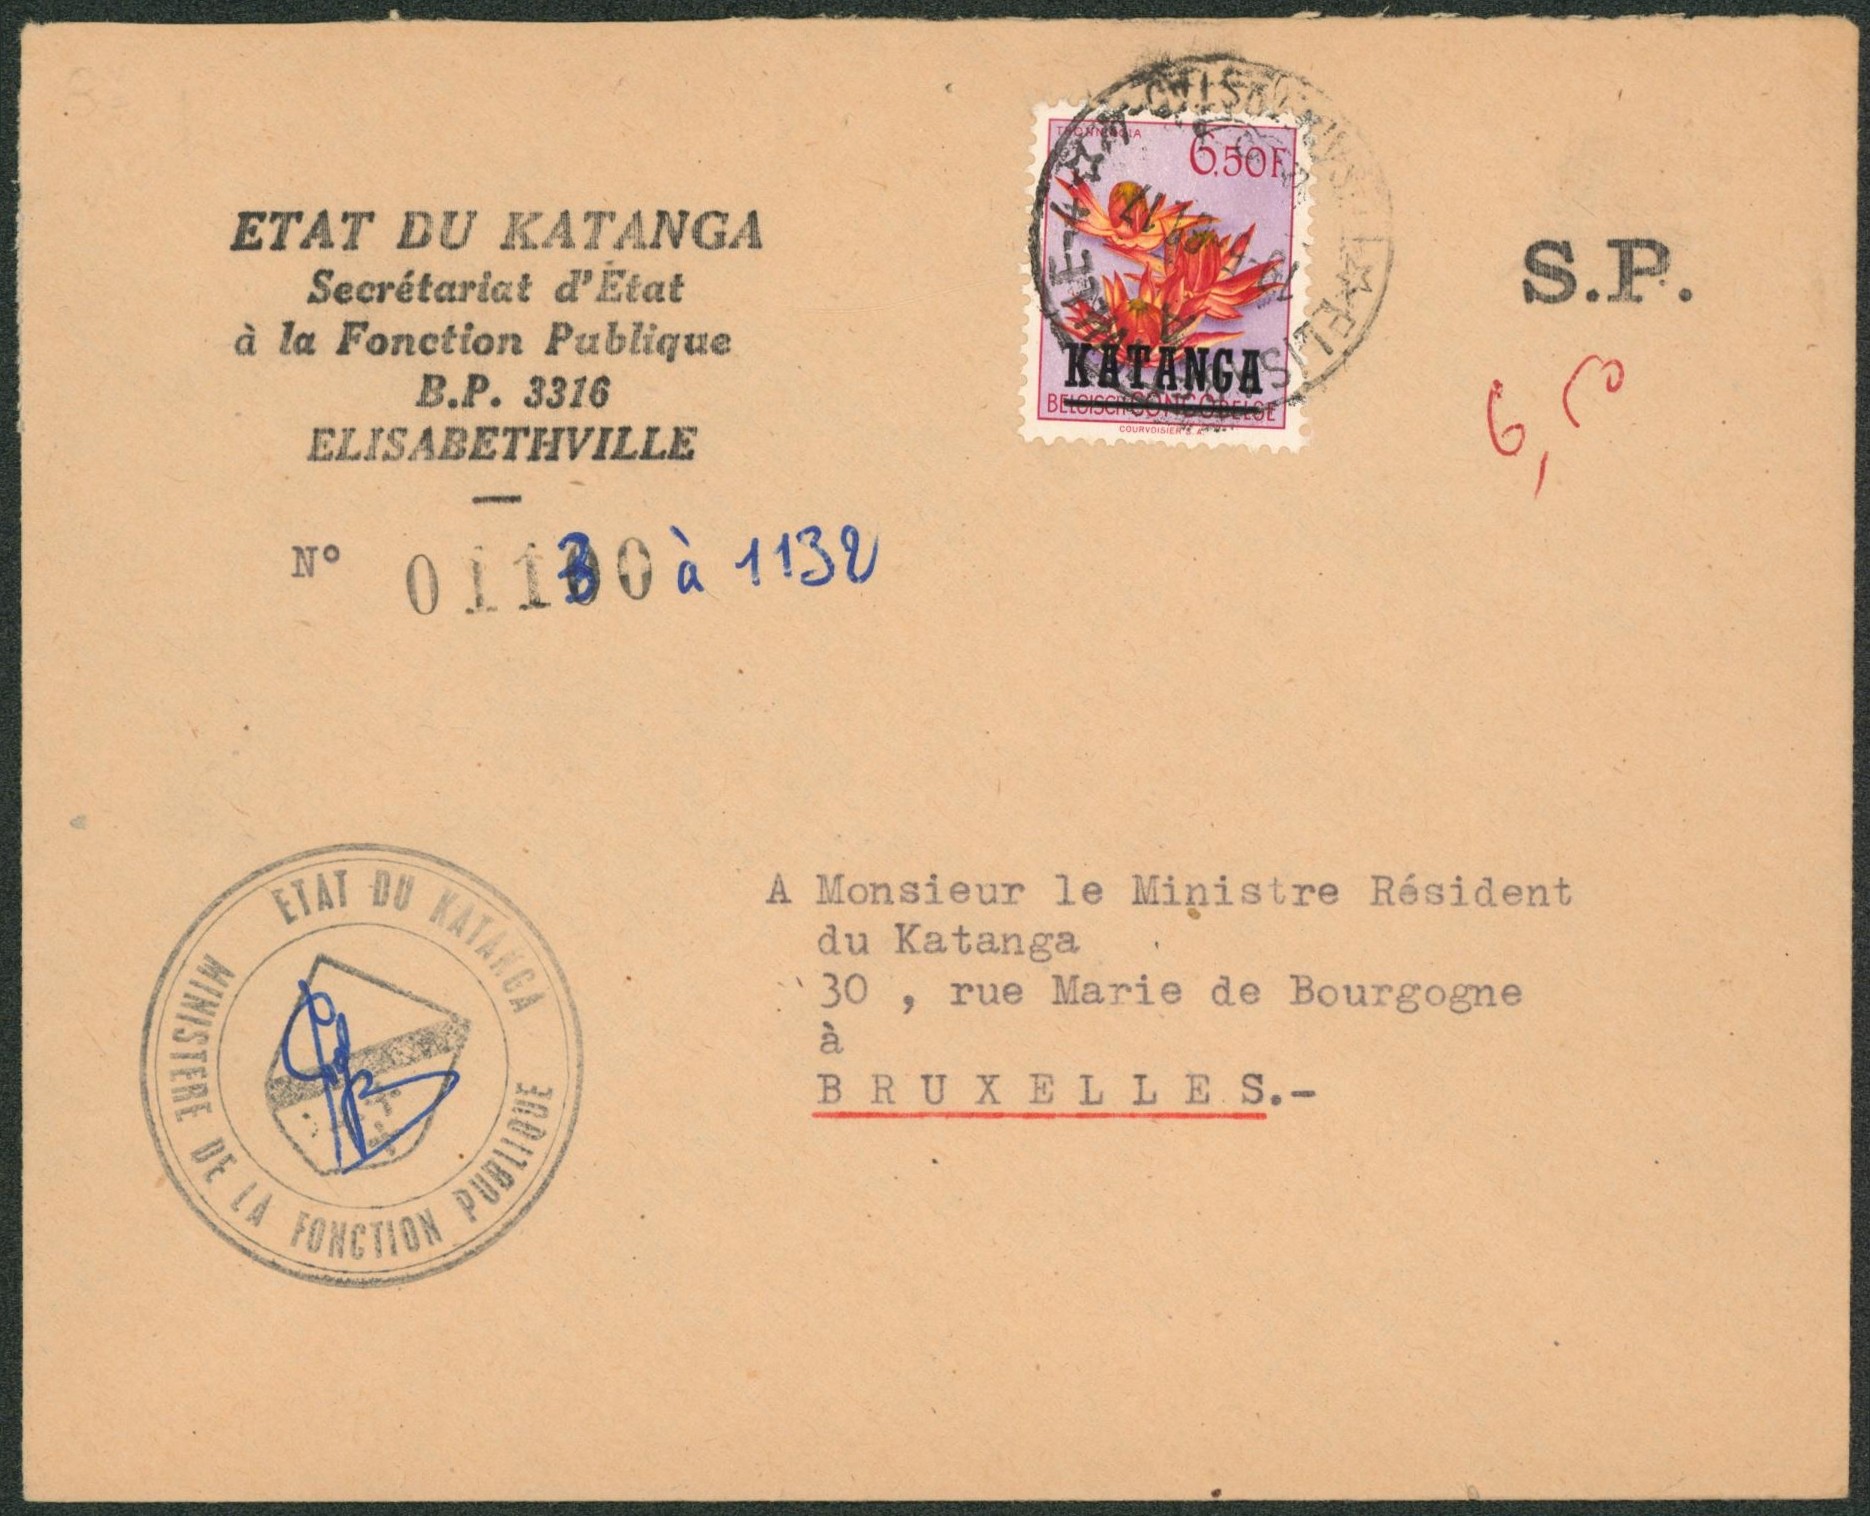 ETAT DU KATANGA
Secrétariat d'État
à la Fonction Publique
B.P. 3316
ELISABETHVILLE
N° 01130 à 1132
6.50F.
KATANGA
BELGISCH CONGO BELGE
COURVOISIER S.A.
S.P.
6,50
A Monsieur le Ministre Résident
du Katanga
30 , rue Marie de Bourgogne
à
BRUXELLES.-
ETAT DU KATANGA
MINISTERE DE LA FONCTION PUBLIQUE